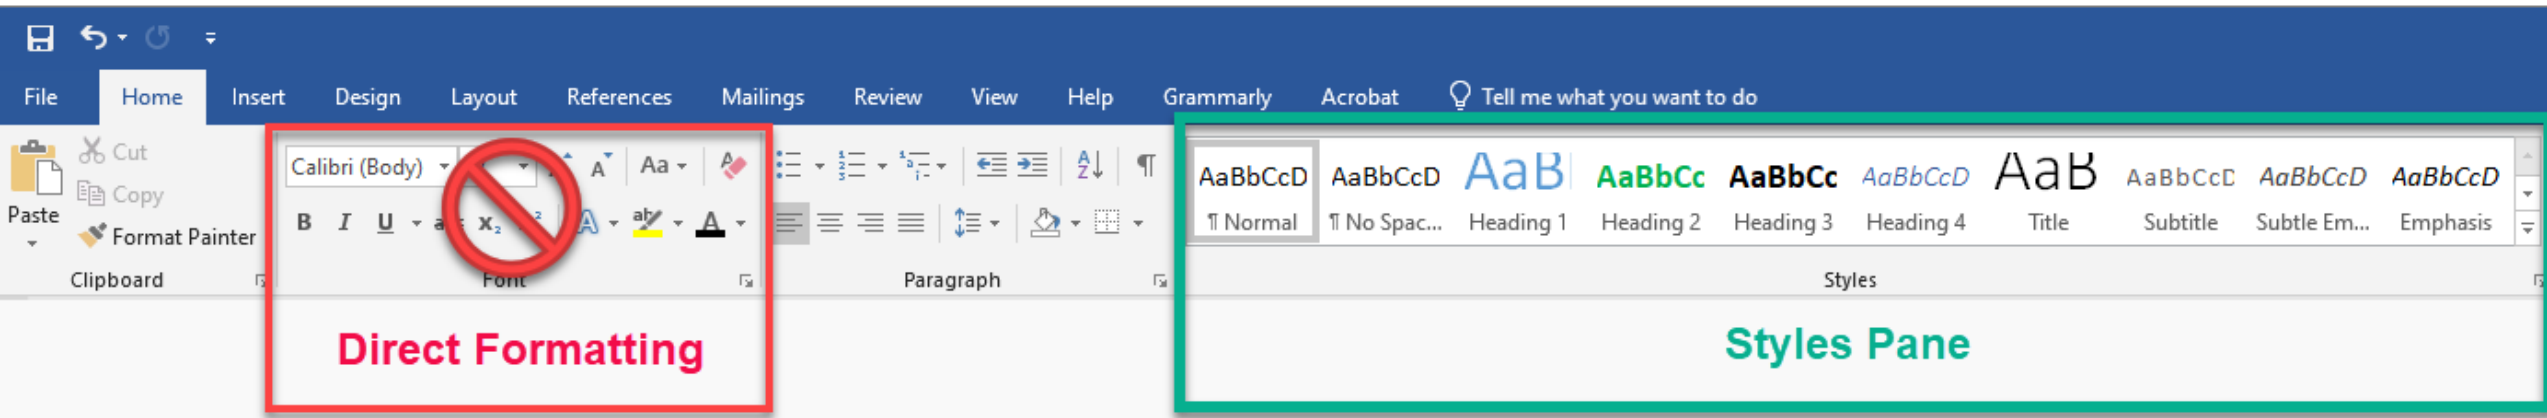 File Home Insert Design Layout References Mailings Review View Help Grammarly Acrobat Tell me what you want to do
Paste
Cut
Copy
Format Painter
Clipboard
Calibri (Body)
Aa
B I U
Font
Paragraph
AaBbCcD AaBbCcD AaB AaBbCc AaBbCc AaBbCcD AaB AaBbCcD AaBbCcD AaBbCcD
¶ Normal ¶ No Spac... Heading 1 Heading 2 Heading 3 Heading 4 Title Subtitle Subtle Em... Emphasis
Styles
Direct Formatting
Styles Pane